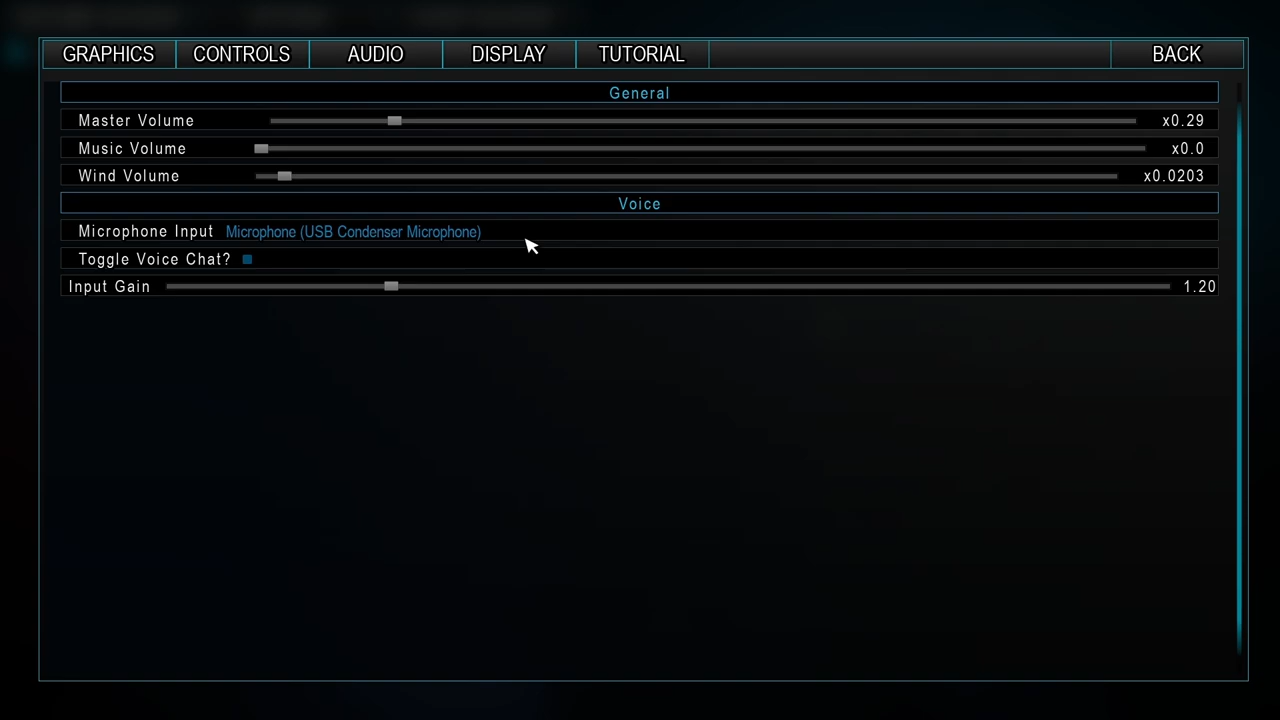 GRAPHICS CONTROLS AUDIO DISPLAY TUTORIAL BACK
General
Master Volume x0.29
Music Volume x0.0
Wind Volume x0.0203
Voice
Microphone Input Microphone (USB Condenser Microphone)
Toggle Voice Chat?
Input Gain 1.20